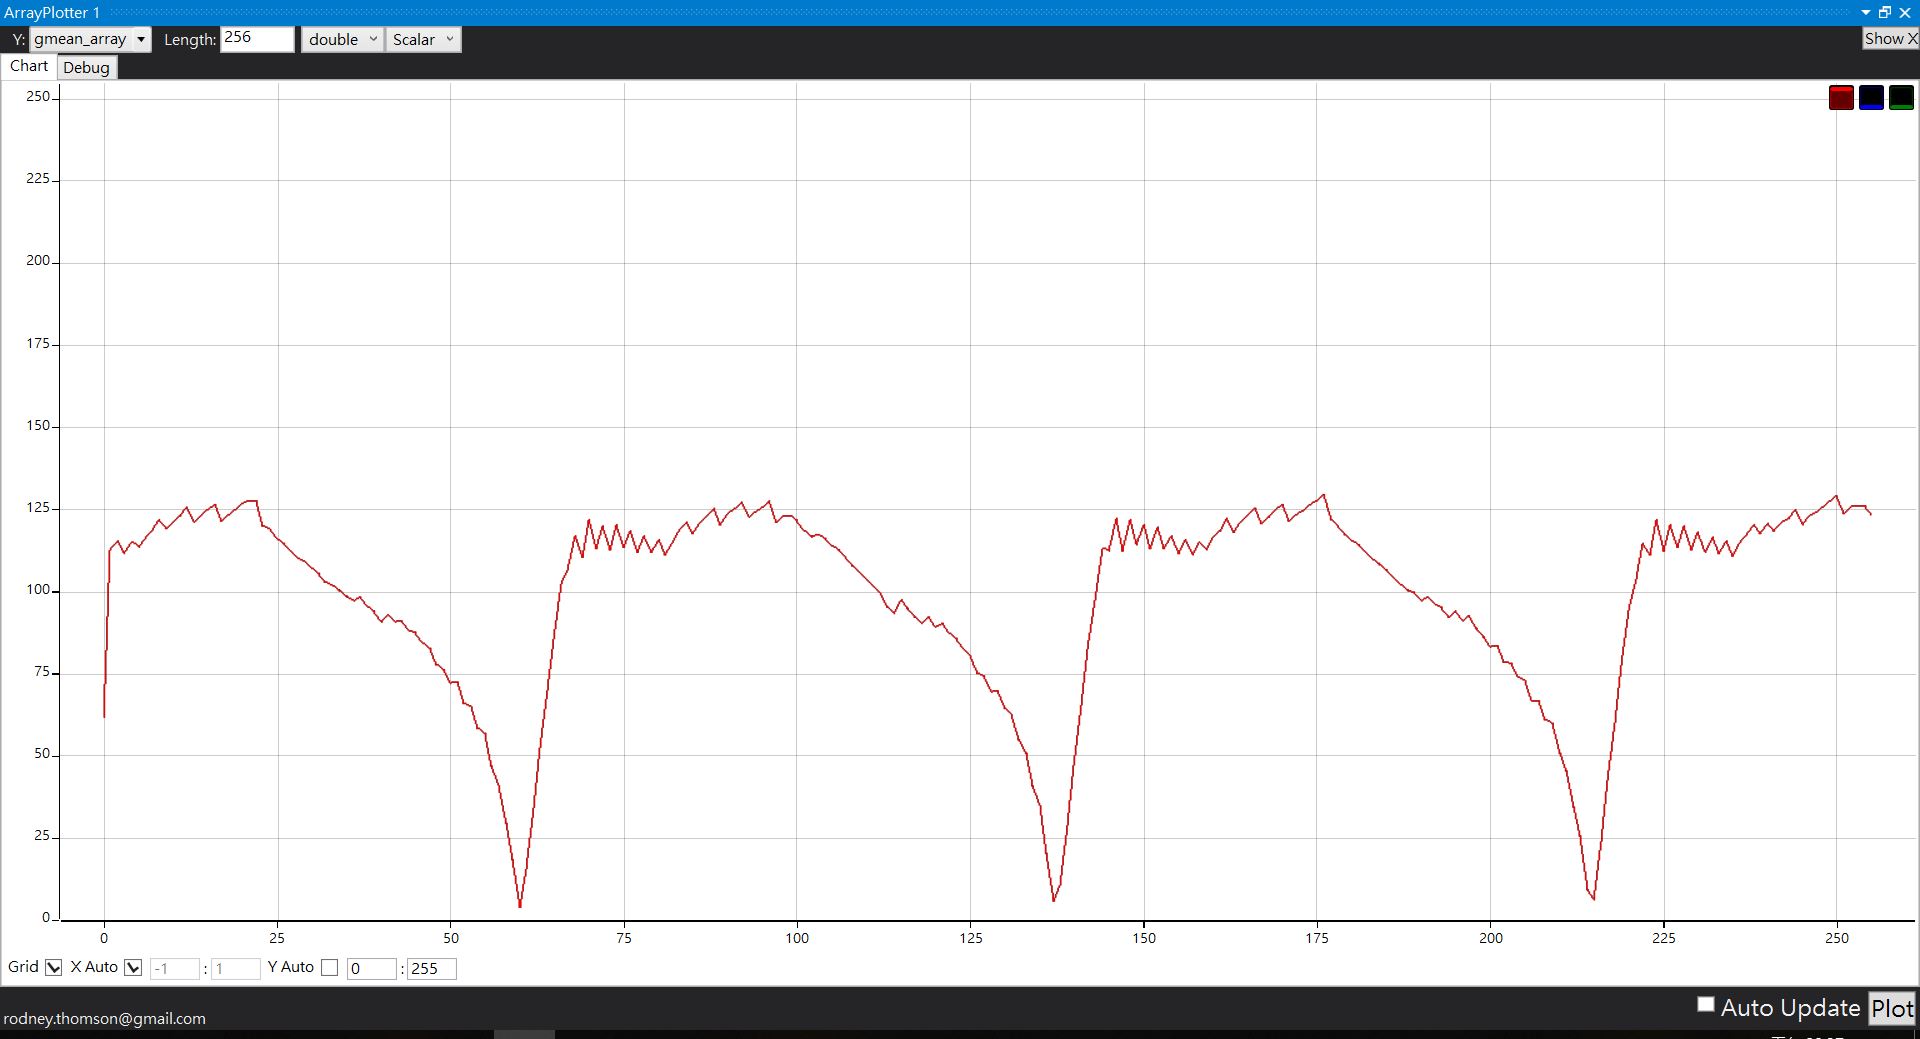 ArrayPlotter 1
Y: gmean_array Length: 256 double Scalar Show X
Chart Debug
250
225
200
175
150
125
100
75
50
25
0
0 25 50 75 100 125 150 175 200 225 250
Grid X Auto -1 : 1 Y Auto 0 : 255
Auto Update Plot
rodney.thomson@gmail.com